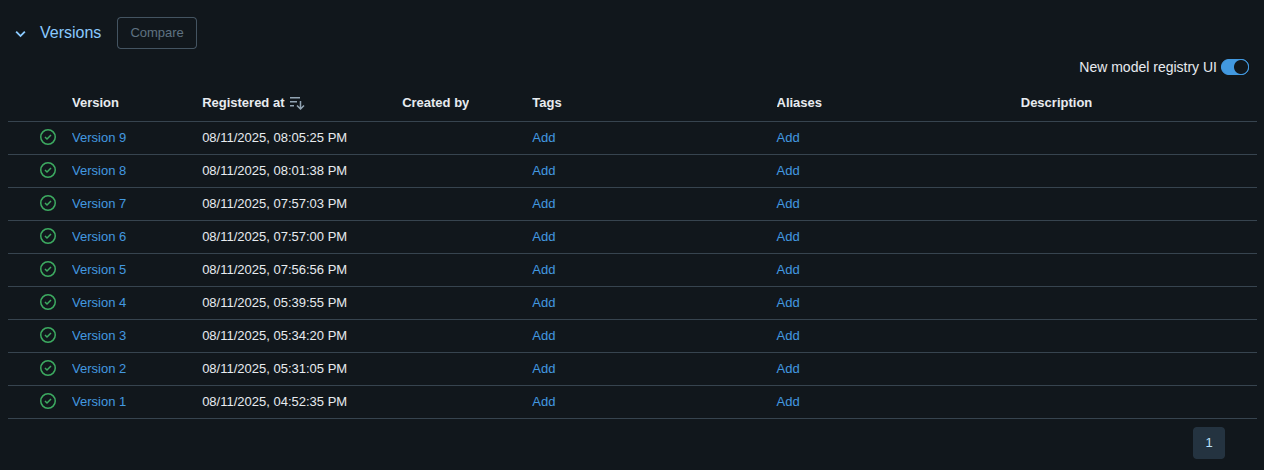 Versions Compare
New model registry UI
Version Registered at Created by Tags Aliases Description
Version 9 08/11/2025, 08:05:25 PM Add Add
Version 8 08/11/2025, 08:01:38 PM Add Add
Version 7 08/11/2025, 07:57:03 PM Add Add
Version 6 08/11/2025, 07:57:00 PM Add Add
Version 5 08/11/2025, 07:56:56 PM Add Add
Version 4 08/11/2025, 05:39:55 PM Add Add
Version 3 08/11/2025, 05:34:20 PM Add Add
Version 2 08/11/2025, 05:31:05 PM Add Add
Version 1 08/11/2025, 04:52:35 PM Add Add
1